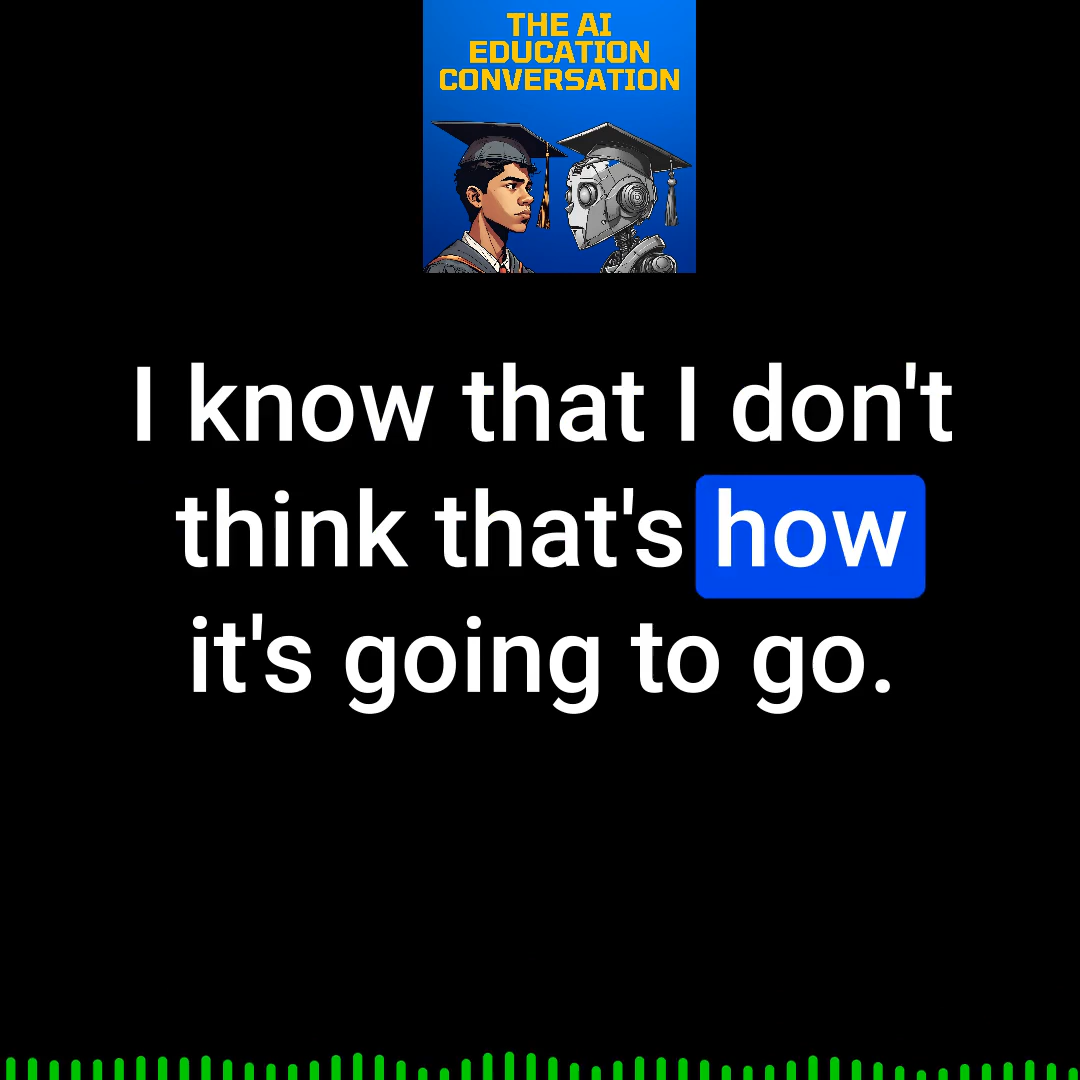 THE AI
EDUCATION
CONVERSATION
I know that I don't
think that's how
it's going to go.